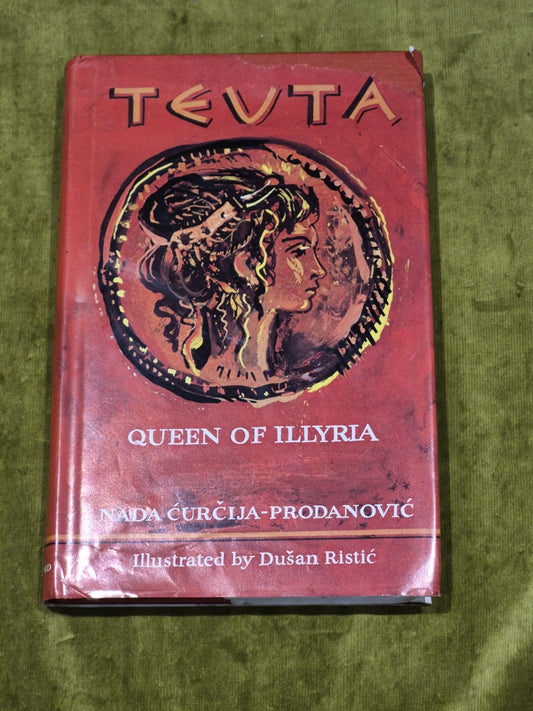 TEUTA
QUEEN OF ILLYRIA
NADA ĆURČIJA-PRODANOVIĆ
Illustrated by Dušan Ristić